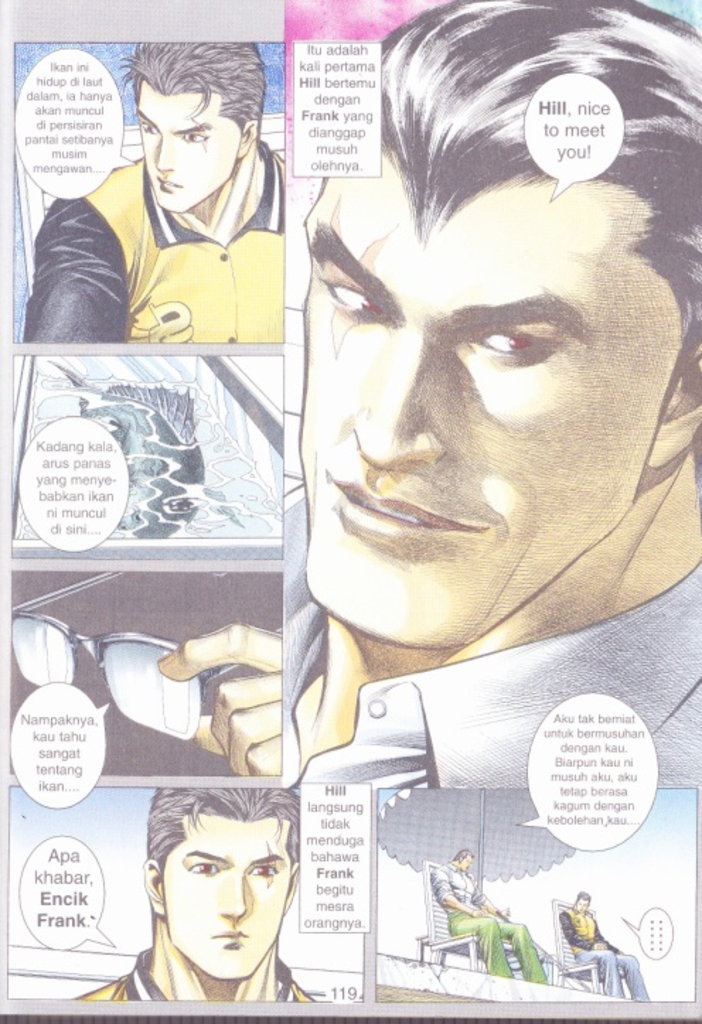 Ikan ini
hidup di laut
dalam, ia hanya
akan muncul
di persisiran
pantai setibanya
musim
mengawan....
Itu adalah
kali pertama
Hill bertemu
dengan
Frank yang
dianggap
musuh
olehnya.
Hill, nice
to meet
you!
Kadang kala,
arus panas
yang menye-
babkan ikan
ni muncul
di sini....
Nampaknya,
kau tahu
sangat
tentang
ikan....
Apa
khabar,
Encik
Frank.
Hill
langsung
tidak
menduga
bahawa
Frank
begitu
mesra
orangnya.
Aku tak berniat
untuk bermusuhan
dengan kau.
Biarpun kau ni
musuh aku, aku
tetap berasa
kagum dengan
kebolehan kau....
119